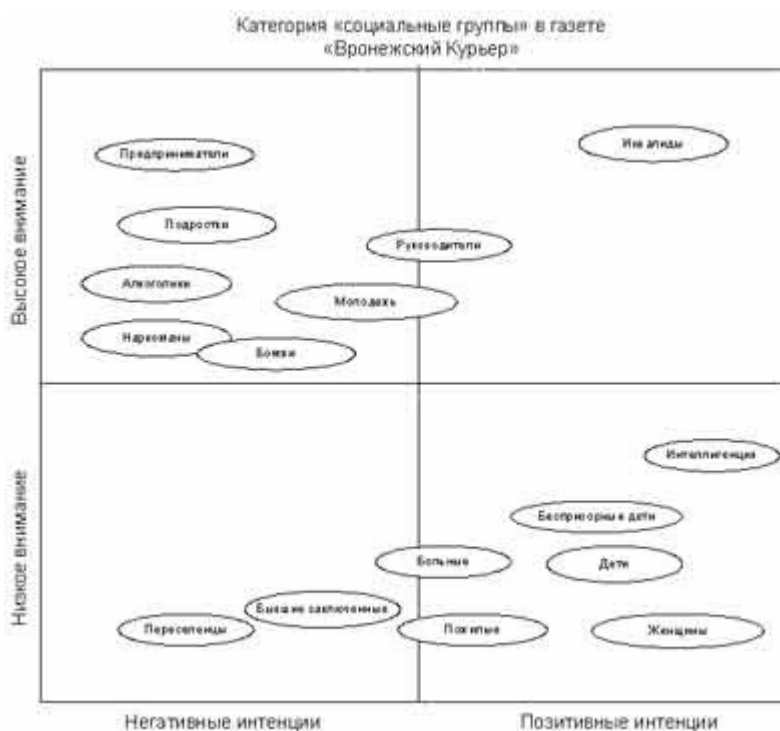 Категория «социальные группы» в газете
«Вронежский Курьер»
Предприниматели
Инвалиды
Подростки
Руководители
Алкоголики
Молодежь
Наркоманы
Бомжи
Интеллигенция
Беспризорные дети
Больные
Дети
Бывшие заключенные
Переселенцы
Пожилые
Женщины
Высокое внимание
Низкое внимание
Негативные интенции
Позитивные интенции